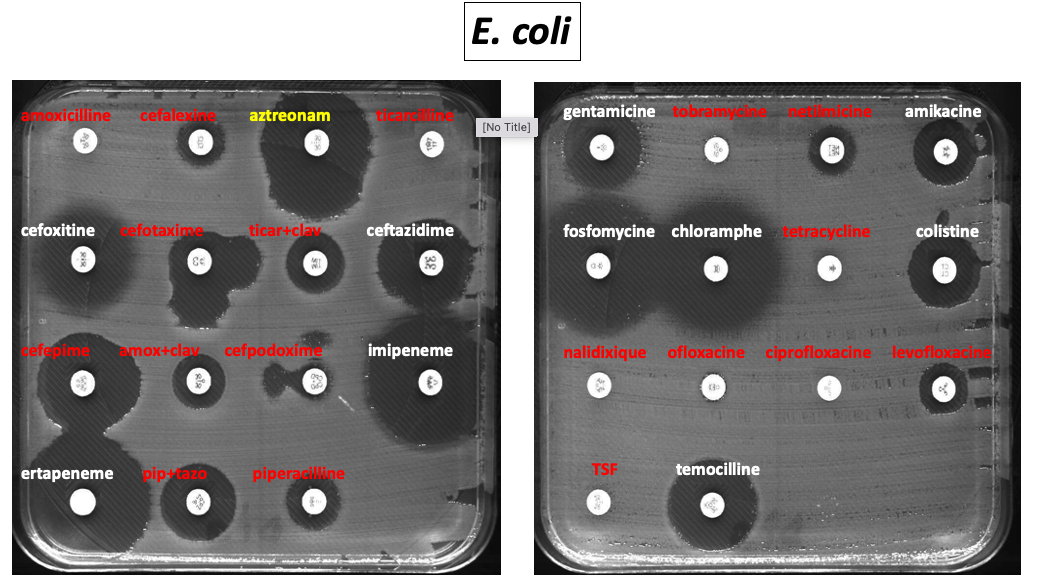 E. coli
amoxicilline cefalexine aztreonam ticarcilline
[No Title]
gentamicine tobramycine netilmicine amikacine
cefoxitine cefotaxime ticar+clav ceftazidime
fosfomycine chloramphe tetracycline colistine
cefepime amox+clav cefpodoxime imipeneme
nalidixique ofloxacine ciprofloxacine levofloxacine
ertapeneme pip+tazo piperacilline
TSF temocilline